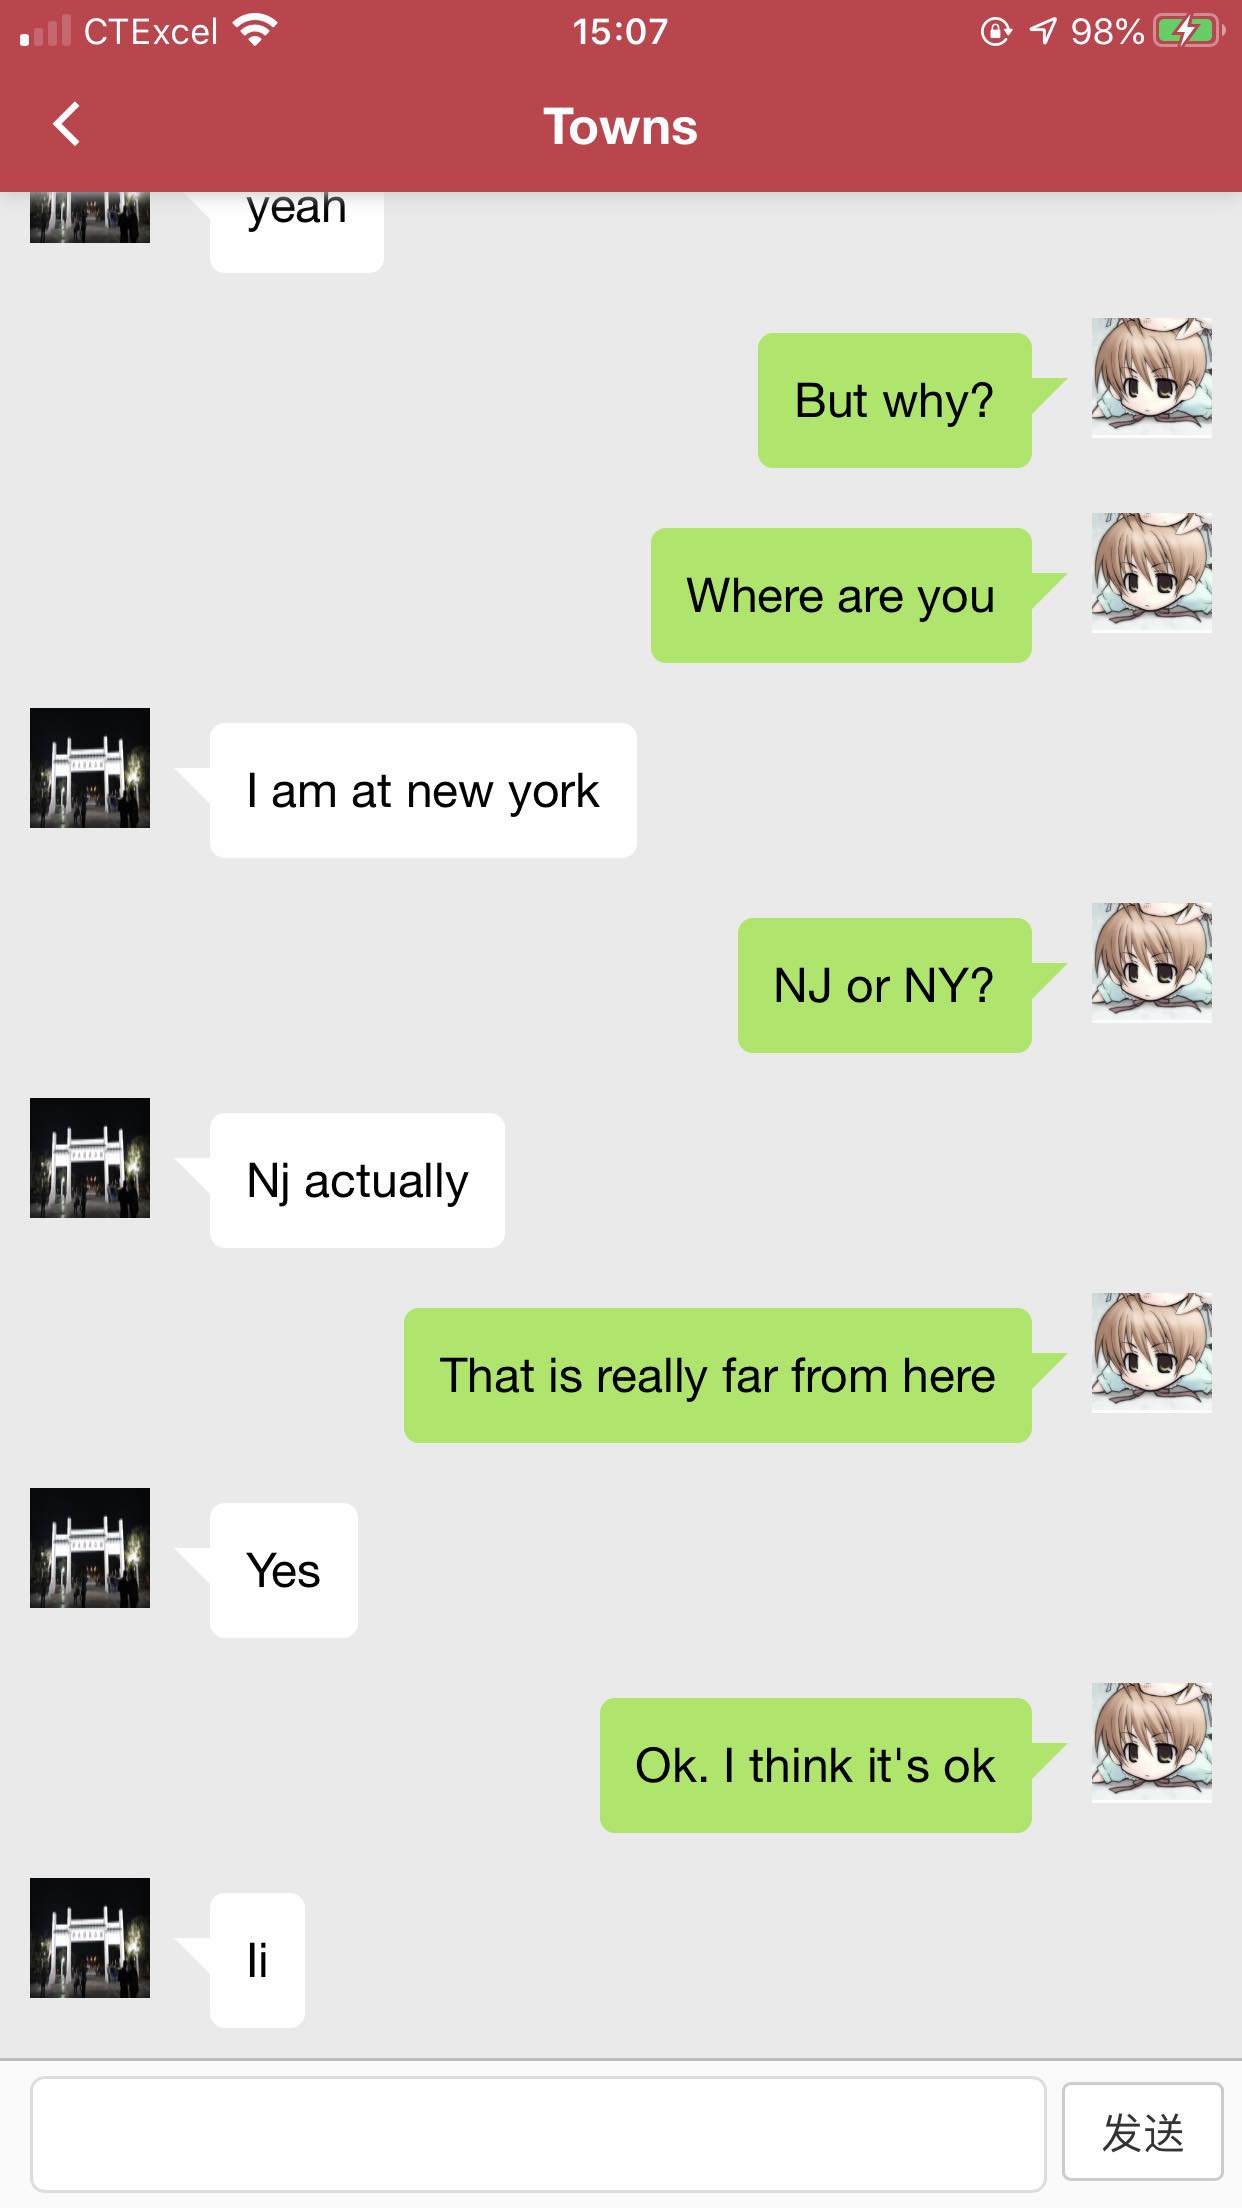 CTExcel
15:07
98%
Towns
yeah
But why?
Where are you
I am at new york
NJ or NY?
Nj actually
That is really far from here
Yes
Ok. I think it's ok
Ii
发送